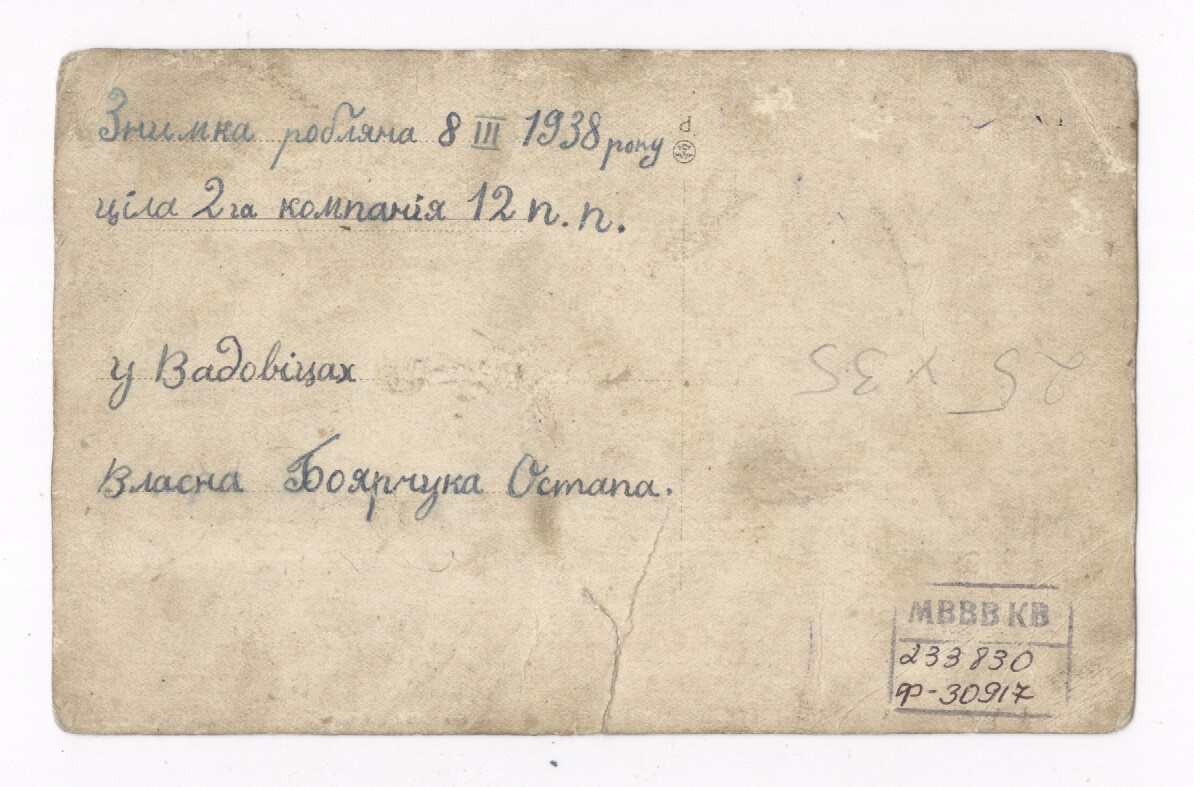 Знимка робляна 8 III 1938 року
ціла 2га компанія 12 п. п.
у Вадовіцах
Власна Боярчука Остапа.
25 х 35
МВВВ КВ
233830
Ф-30917